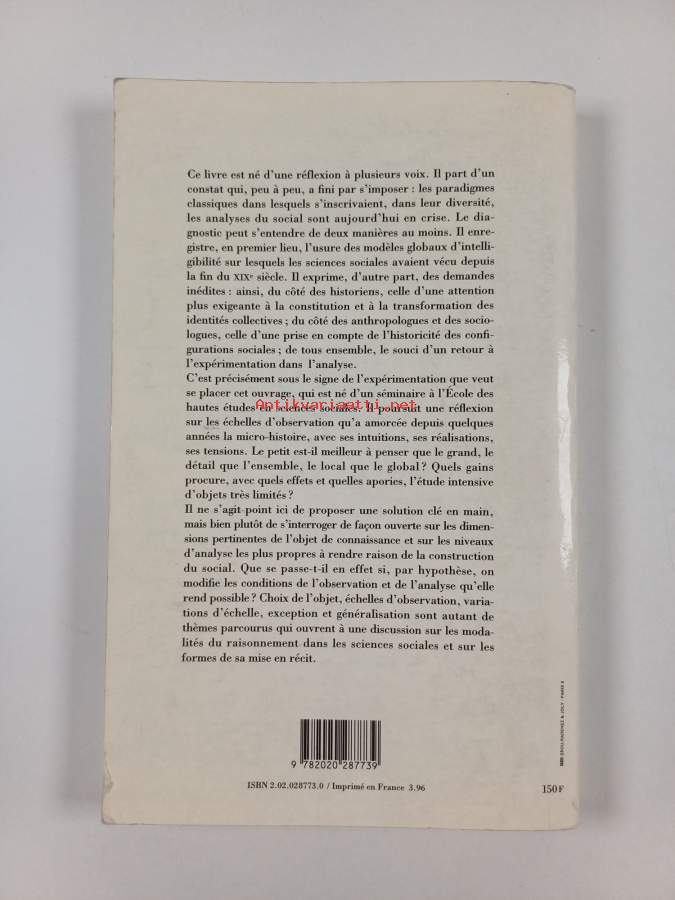 Ce livre est né d'une réflexion à plusieurs voix. Il part d'un
constat qui, peu à peu, a fini par s'imposer : les paradigmes
classiques dans lesquels s'inscrivaient, dans leur diversité,
les analyses du social sont aujourd'hui en crise. Le dia-
gnostic peut s'entendre de deux manières au moins. Il enre-
gistre, en premier lieu, l'usure des modèles globaux d'intelli-
gibilité sur lesquels les sciences sociales avaient vécu depuis
la fin du XIXe siècle. Il exprime, d'autre part, des demandes
inédites : ainsi, du côté des historiens, celle d'une attention
plus exigeante à la constitution et à la transformation des
identités collectives ; du côté des anthropologues et des socio-
logues, celle d'une prise en compte de l'historicité des confi-
gurations sociales ; de tous ensemble, le souci d'un retour à
l'expérimentation dans l'analyse.
C'est précisément sous le signe de l'expérimentation que veut
se placer cet ouvrage, qui est né d'un séminaire à l'École des
Antikvariaatti.net
hautes études en sciences sociales. Il poursuit une réflexion
sur les échelles d'observation qu'a amorcée depuis quelques
années la micro-histoire, avec ses intuitions, ses réalisations,
ses tensions. Le petit est-il meilleur à penser que le grand, le
détail que l'ensemble, le local que le global ? Quels gains
procure, avec quels effets et quelles apories, l'étude intensive
d'objets très limités ?
Il ne s'agit point ici de proposer une solution clé en main,
mais bien plutôt de s'interroger de façon ouverte sur les dimen-
sions pertinentes de l'objet de connaissance et sur les niveaux
d'analyse les plus propres à rendre raison de la construction
du social. Que se passe-t-il en effet si, par hypothèse, on
modifie les conditions de l'observation et de l'analyse qu'elle
rend possible ? Choix de l'objet, échelles d'observation, varia-
tions d'échelle, exception et généralisation sont autant de
thèmes parcourus qui ouvrent à une discussion sur les moda-
lités du raisonnement dans les sciences sociales et sur les
formes de sa mise en récit.
9 782020 287739
ISBN 2.02.028773.0 / Imprimé en France 3.96
150 F